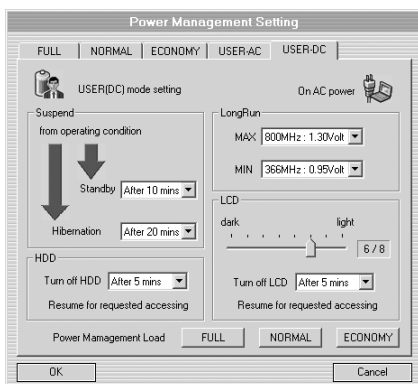 Power Management Setting
FULL NORMAL ECONOMY USER-AC USER-DC
USER(DC) mode setting
On AC power
Suspend
from operating condition
Standby After 10 mins
Hibernation After 20 mins
HDD
Turn off HDD After 5 mins
Resume for requested accessing
LongRun
MAX 800MHz : 1.30Volt
MIN 366MHz : 0.95Volt
LCD
dark light
6 / 8
Turn off LCD After 5 mins
Resume for requested accessing
Power Mamagement Load FULL NORMAL ECONOMY
OK Cancel